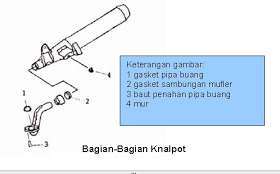 Keterangan gambar:
1 gasket pipa buang
2 gasket sambungan mufler
3 baut penahan pipa buang
4 mur
4
1
2
3
Bagian-Bagian Knalpot